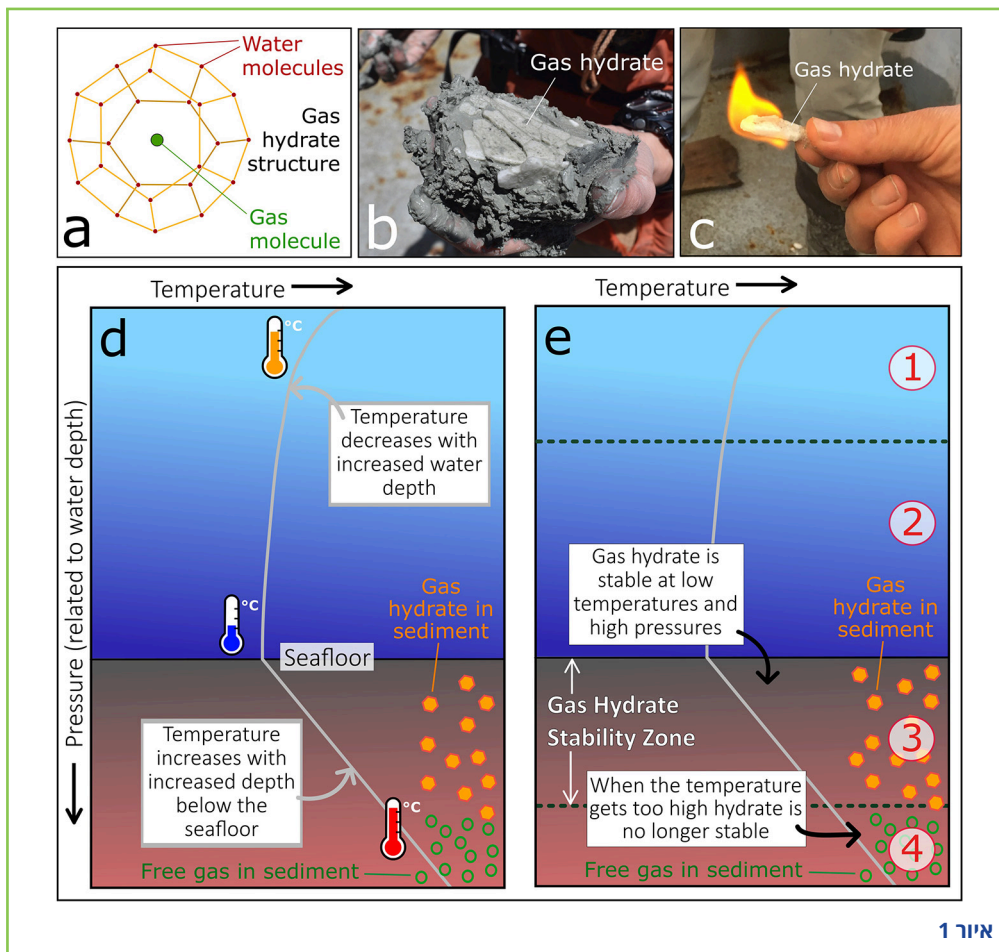 Water
molecules
Gas
hydrate
structure
Gas
molecule
a
Gas hydrate
b
Gas hydrate
c
Temperature
Pressure (related to water depth)
d
°C
Temperature
decreases with
increased water
depth
°C
Gas
hydrate in
sediment
Seafloor
Temperature
increases with
increased depth
below the
seafloor
°C
Free gas in sediment
Temperature
e
1
2
Gas hydrate is
stable at low
temperatures and
high pressures
Gas
hydrate in
sediment
Gas Hydrate
Stability Zone
3
When the temperature
gets too high hydrate is
no longer stable
4
Free gas in sediment
איור 1